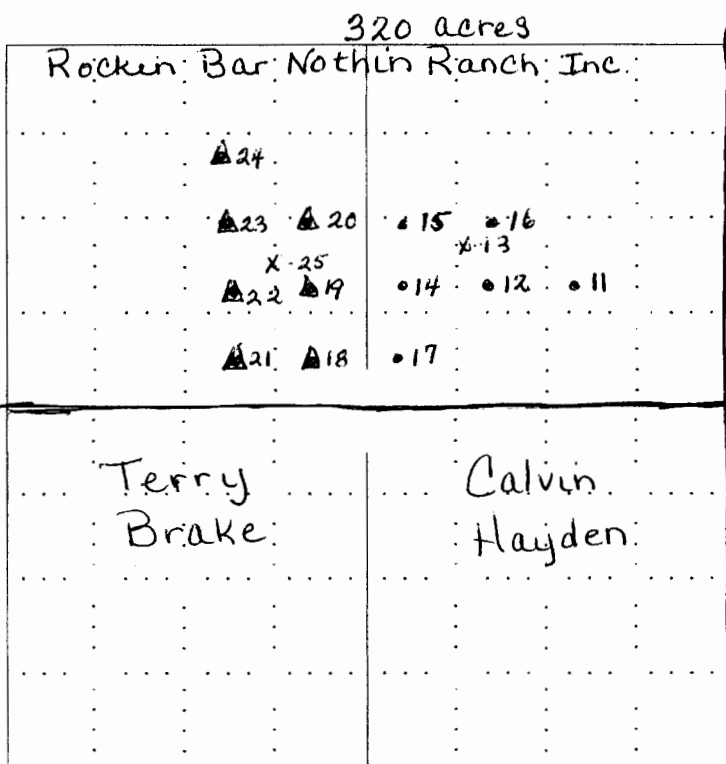 320 acres
Rockin Bar Nothin Ranch Inc.
24
23 20 15 16
x 13
x 25
22 19 14 12 11
21 18 17
Terry Calvin
Brake Hayden